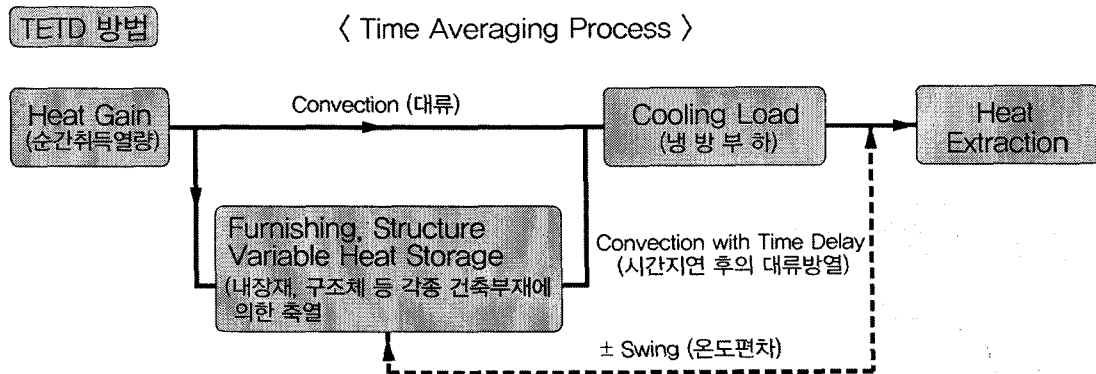 TETD 방법
〈 Time Averaging Process 〉
Heat Gain
(순간취득열량)
Convection (대류)
Cooling Load
(냉 방 부 하)
Heat
Extraction
Furnishing, Structure
Variable Heat Storage
(내장재, 구조체 등 각종 건축부재에
의한 축열
Convection with Time Delay
(시간지연 후의 대류방열)
± Swing (온도편차)